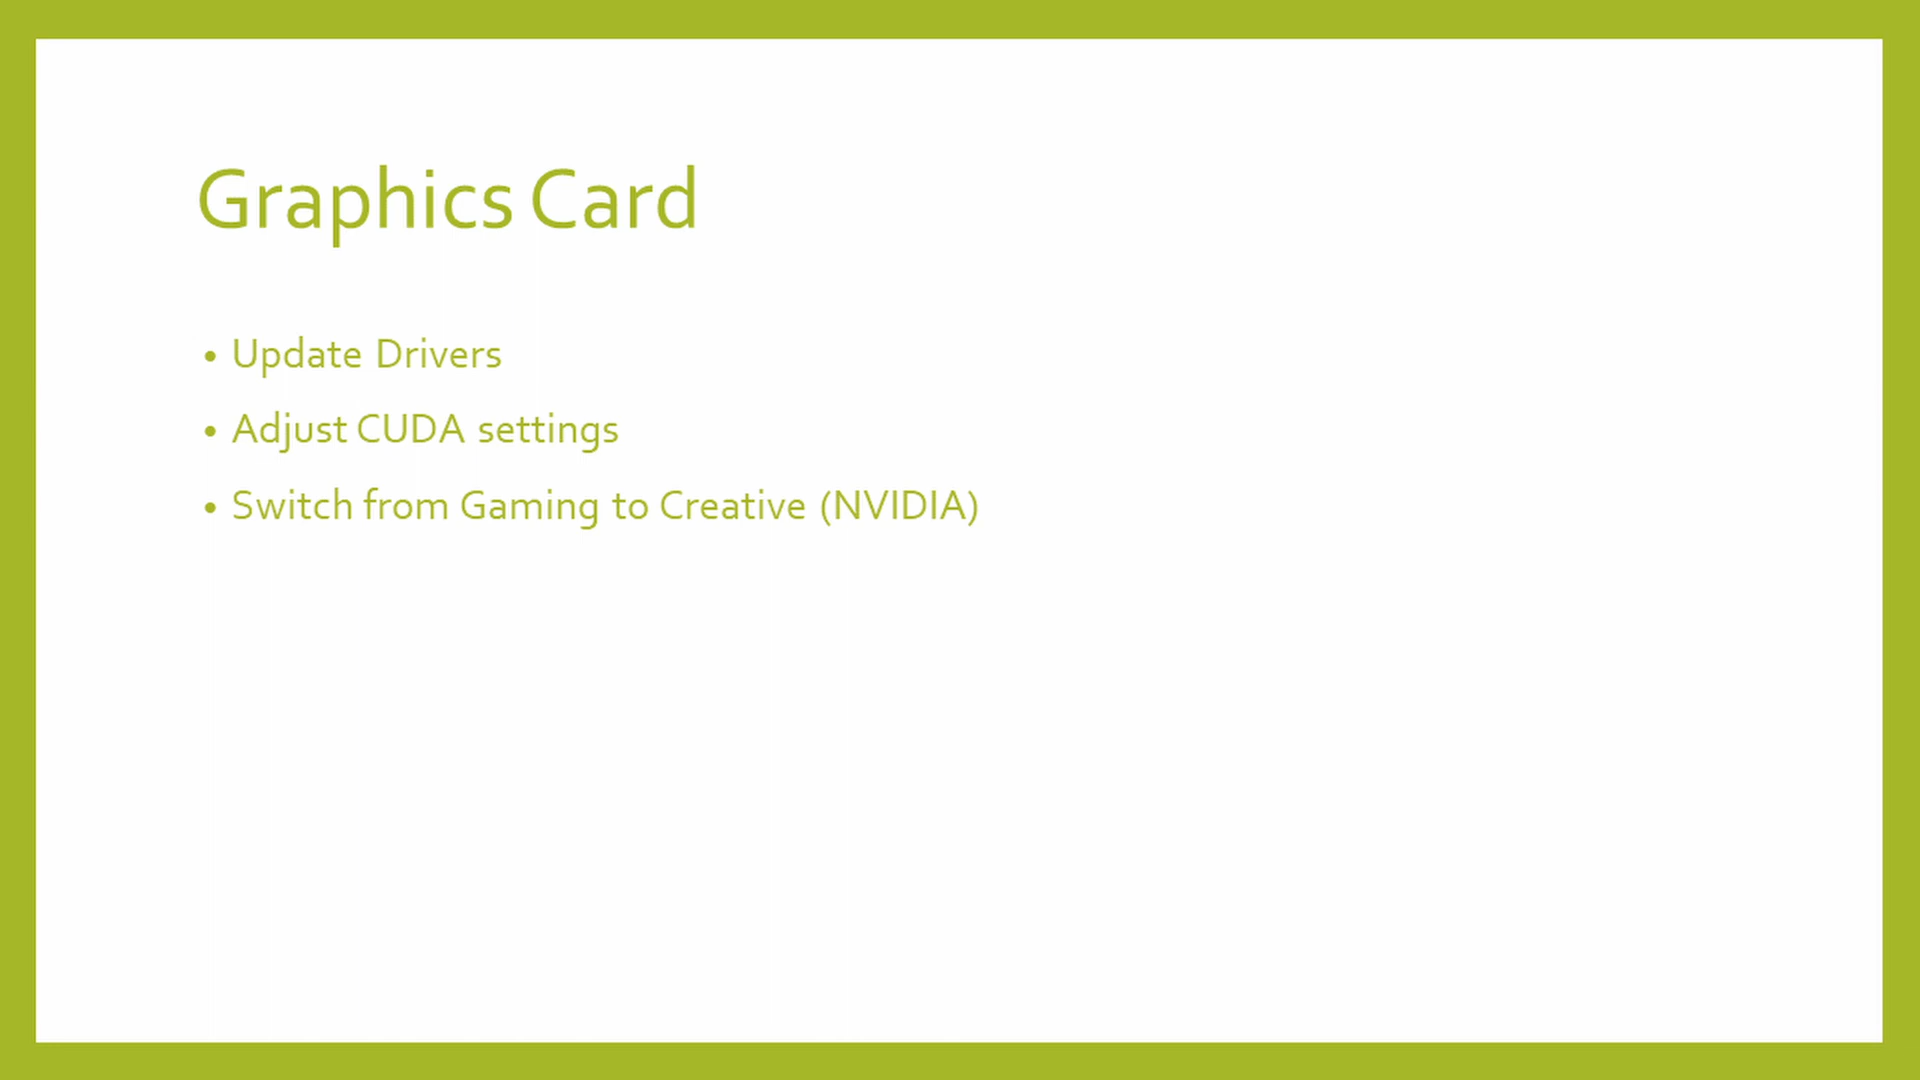 Graphics Card
• Update Drivers
• Adjust CUDA settings
• Switch from Gaming to Creative (NVIDIA)